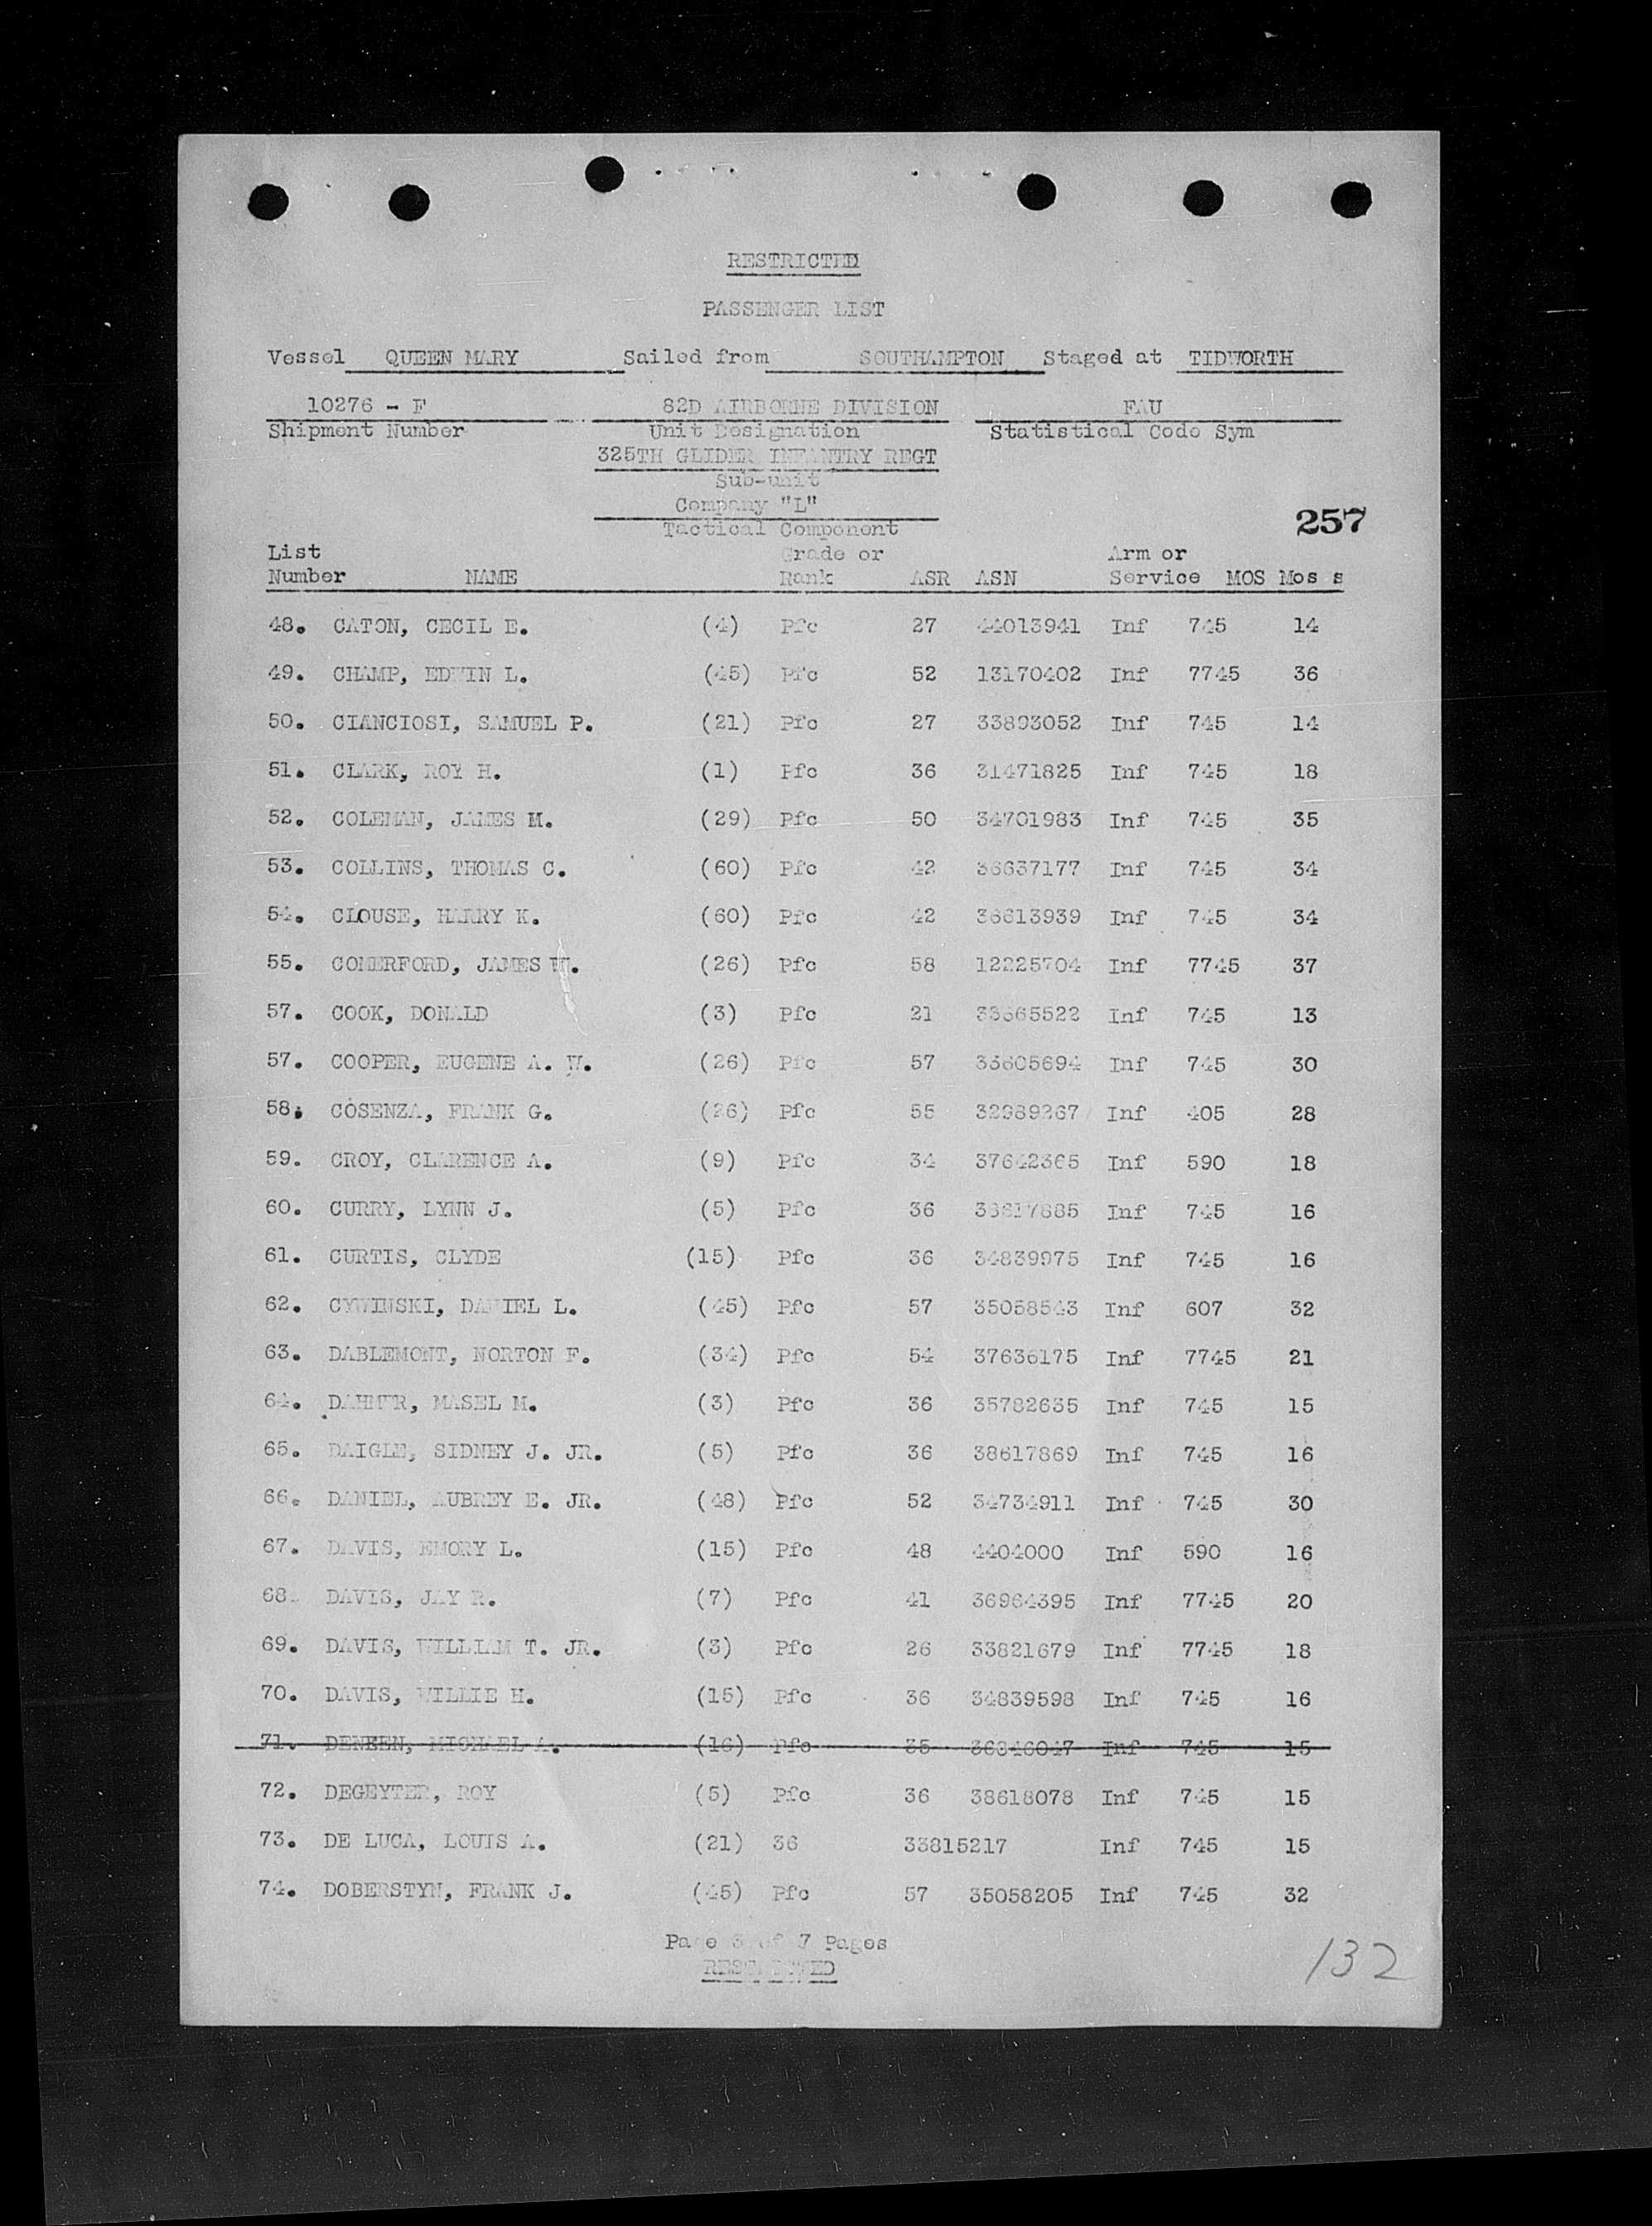 RESTRICTED
PASSENGER LIST
Vessel QUEEN MARY Sailed from SOUTHAMPTON Staged at TIDWORTH
10276 - F 82D AIRBORNE DIVISION FAU
Shipment Number Unit Designation Statistical Code Sym
325TH GLIDER INFANTRY REGT
Sub-unit
Company "L"
Tactical Component
257
List Grade or Arm or
Number NAME Rank ASR ASN Service MOS Mos s
48. CATON, CECIL E. (4) Pfc 27 44013941 Inf 745 14
49. CHAMP, EDWIN L. (45) Pfc 52 13170402 Inf 7745 36
50. CIANCIOSI, SAMUEL P. (21) Pfc 27 33893052 Inf 745 14
51. CLARK, ROY H. (1) Pfc 36 31471825 Inf 745 18
52. COLEMAN, JAMES M. (29) Pfc 50 34701983 Inf 745 35
53. COLLINS, THOMAS C. (60) Pfc 42 36637177 Inf 745 34
54. CLOUSE, HARRY K. (60) Pfc 42 36613939 Inf 745 34
55. COMERFORD, JAMES W. (26) Pfc 58 12225704 Inf 7745 37
57. COOK, DONALD (3) Pfc 21 Inf 745 13
57. COOPER, EUGENE A. W. (26) Pfc 57 33605694 Inf 745 30
58. COSENZA, FRANK G. (26) Pfc 55 32989267 Inf 405 28
59. CROY, CLARENCE A. (9) Pfc 34 37642365 Inf 590 18
60. CURRY, LYNN J. (5) Pfc 36 Inf 745 16
61. CURTIS, CLYDE (15) Pfc 36 34839975 Inf 745 16
62. CYWINSKI, DANIEL L. (45) Pfc 57 35058543 Inf 607 32
63. DABLEMONT, NORTON F. (34) Pfc 54 37636175 Inf 7745 21
64. DAHMER, MASEL M. (3) Pfc 36 35782635 Inf 745 15
65. DAIGLE, SIDNEY J. JR. (5) Pfc 36 38617869 Inf 745 16
66. DANIEL, AUBREY E. JR. (48) Pfc 52 34734911 Inf 745 30
67. DAVIS, EMORY L. (15) Pfc 48 4404000 Inf 590 16
68. DAVIS, JAY R. (7) Pfc 41 36964395 Inf 7745 20
69. DAVIS, WILLIAM T. JR. (3) Pfc 26 33821679 Inf 7745 18
70. DAVIS, WILLIE H. (15) Pfc 36 34839598 Inf 745 16
71. DENEEN, MICHAEL A. (16) Pfc 35 36846047 Inf 745 15
72. DEGEYTER, ROY (5) Pfc 36 38618078 Inf 745 15
73. DE LUCA, LOUIS A. (21) 36 33815217 Inf 745 15
74. DOBERSTYN, FRANK J. (45) Pfc 57 35058205 Inf 745 32
Page 3 of 7 Pages
RESTRICTED
132